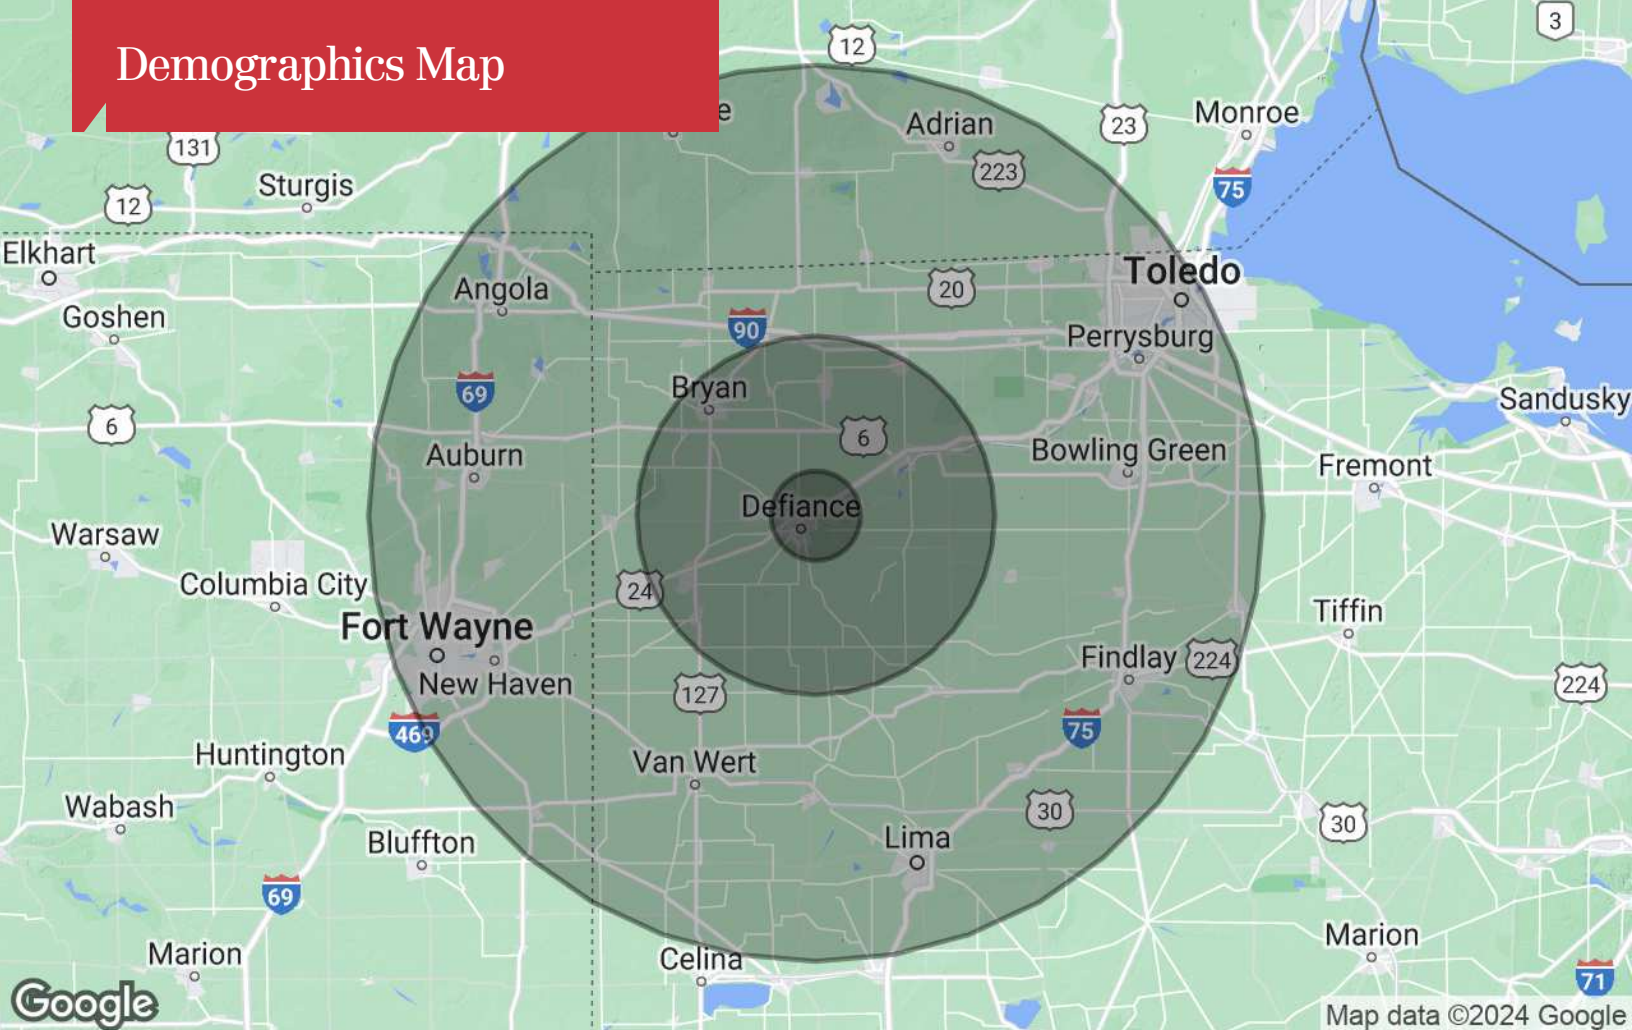 Demographics Map
12
3
e
Adrian
23
Monroe
131
223
75
Sturgis
12
Elkhart
Toledo
Angola
20
Goshen
90
Perrysburg
69
Bryan
Sandusky
6
6
Auburn
Bowling Green
Fremont
Defiance
Warsaw
Columbia City
24
Tiffin
Fort Wayne
Findlay
224
New Haven
127
224
469
75
Huntington
Van Wert
Wabash
30
30
Bluffton
Lima
69
Marion
Celina
Marion
71
Google
Map data ©2024 Google